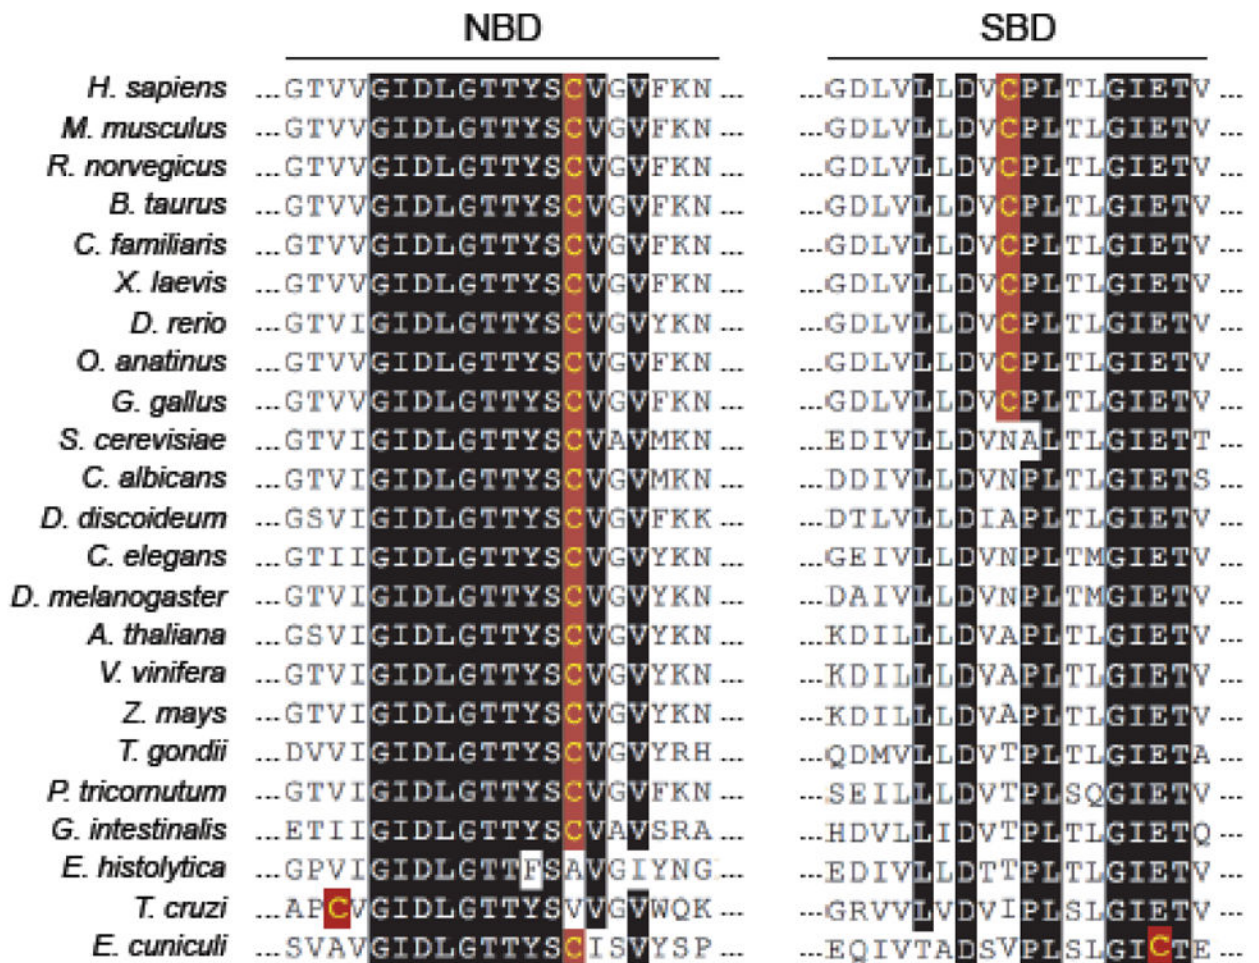 NBD SBD
H. sapiens ...GTVVGIDLGTTYSCVGVFKN... ...GDLVLLDVCPLTLGIETV...
M. musculus ...GTVVGIDLGTTYSCVGVFKN... ...GDLVLLDVCPLTLGIETV...
R. norvegicus ...GTVVGIDLGTTYSCVGVFKN... ...GDLVLLDVCPLTLGIETV...
B. taurus ...GTVVGIDLGTTYSCVGVFKN... ...GDLVLLDVCPLTLGIETV...
C. familiaris ...GTVVGIDLGTTYSCVGVFKN... ...GDLVLLDVCPLTLGIETV...
X. laevis ...GTVVGIDLGTTYSCVGVFKN... ...GDLVLLDVCPLTLGIETV...
D. rerio ...GTVIGIDLGTTYSCVGVYKN... ...GDLVLLDVCPLTLGIETV...
O. anatinus ...GTVVGIDLGTTYSCVGVFKN... ...GDLVLLDVCPLTLGIETV...
G. gallus ...GTVVGIDLGTTYSCVGVFKN... ...GDLVLLDVCPLTLGIETV...
S. cerevisiae ...GTVIGIDLGTTYSCVAVMKN... ...EDIVLLDVNALTLGIETT...
C. albicans ...GTVIGIDLGTTYSCVGVMKN... ...DDIVLLDVNPLTLGIETS...
D. discoideum ...GSVIGIDLGTTYSCVGVFKK... ...DTLVLLDIAPLTLGIETV...
C. elegans ...GTIIGIDLGTTYSCVGVYKN... ...GEIVLLDVNPLTMGIETV...
D. melanogaster ...GTVIGIDLGTTYSCVGVYKN... ...DAIVLLDVNPLTMGIETV...
A. thaliana ...GSVIGIDLGTTYSCVGVYKN... ...KDILLLDVAPLTLGIETV...
V. vinifera ...GTVIGIDLGTTYSCVGVYKN... ...KDILLLDVAPLTLGIETV...
Z. mays ...GTVIGIDLGTTYSCVGVYKN... ...KDILLLDVAPLTLGIETV...
T. gondii ...DVVIGIDLGTTYSCVGVYRH... ...QDMVLLDVTPLTLGIETA...
P. tricornutum ...GTVIGIDLGTTYSCVGVFKN... ...SEILLLDVTPLSQGIETV...
G. intestinalis ...ETIIGIDLGTTYSCVAVSRA... ...HDVLLIDVTPLTLGIETQ...
E. histolytica ...GPVIGIDLGTTFSAVGIYNG ...EDIVLLDTTPLTLGIETV...
T. cruzi ...APCVGIDLGTTYSVVGVWQK... ...GRVVLVDVIPLSLGIETV...
E. cuniculi ...SVAVGIDLGTTYSCISVYSP... ...EQIVTADSVPLSLGICTE...